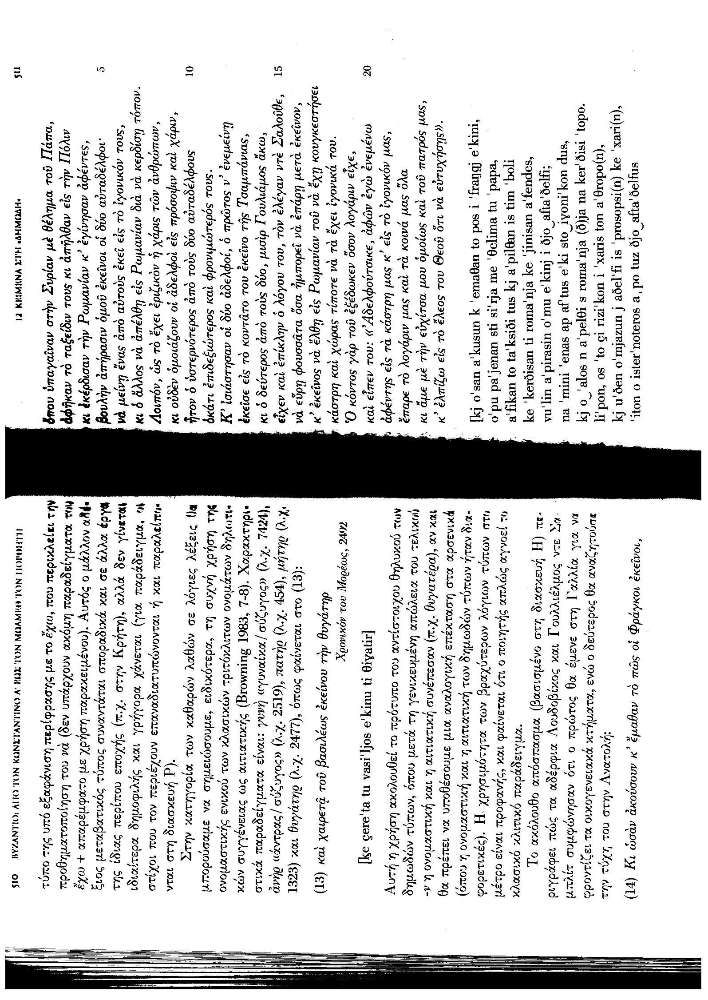 510 ΒΥΖΑΝΤΙΟ: ΑΠΟ ΤΟΝ ΚΩΝΣΤΑΝΤΙΝΟ Α' ΕΩΣ ΤΟΝ ΜΩΑΜΕΘ ΤΟΝ ΠΟΡΘΗΤΗ
τύπο της υπό εξαφάνιση περίφρασης με το ἔχω, που περικλείει την
προθηματοποίηση του νὰ (δεν υπάρχουν ακόμη παραδείγματα του
ἔχω + απαρέμφατο με χρήση παρακειμένου). Αυτός ο μάλλον αδέ-
ξιος μεταβατικός τύπος συναντάται σποραδικά και σε άλλα έργα
της ίδιας περίπου εποχής (π.χ. στην Κρήτη), αλλά δεν γίνεται
ιδιαίτερα δημοφιλής και γρήγορα χάνεται (για παράδειγμα, οι
στίχοι που τον περιέχουν επαναδιατυπώνονται ή και παραλείπο-
νται στη διασκευή P).
Στην κατηγορία των καθαρών λαθών σε λόγιες λέξεις θα
μπορούσαμε να σημειώσουμε, ειδικότερα, τη συχνή χρήση της
ονομαστικής ενικού των κλασικών τριτόκλιτων ονομάτων δηλωτι-
κών συγγένειας ως αιτιατικής (Browning 1983, 7-8). Χαρακτηρι-
στικά παραδείγματα είναι: γυνὴ «γυναίκα/σύζυγος» (λ.χ. 7424),
ἀνὴρ «άντρας/σύζυγος» (λ.χ. 2519), πατὴρ (λ.χ. 454), μήτηρ (λ.χ.
1323) και θυγάτηρ (λ.χ. 2477), όπως φαίνεται στο (13):
(13) καὶ χαιρετᾷ τοῦ βασιλέως ἐκείνου τὴν θυγάτηρ
Χρονικόν του Μορέως, 2492
[ke çere'ta tu vasi'ljos e'kinu ti θiγatir]
Αυτή η χρήση ακολουθεί το πρότυπο του αντίστοιχου θηλυκού των
δημωδών τύπων, όπου μετά τη γενικευμένη απώλεια του τελικού
-ν η ονομαστική και η αιτιατική συνέπεσαν (π.χ. θυγατέρα), αν και
θα πρέπει να υποθέσουμε μια αναλογική επέκταση στα αρσενικά
(όπου η ονομαστική και η αιτιατική των δημωδών τύπων ήταν δια-
φορετικές). Η χρησιμότητα των βραχύτερων λόγιων τύπων στο
μέτρο είναι προφανής, και φαίνεται ότι ο ποιητής απλώς αγνοεί το
κλασικό κλιτικό παράδειγμα.
Το ακόλουθο απόσπασμα (βασισμένο στη διασκευή H) πε-
ριγράφει πώς τα αδέρφια Λουδοβίκος και Γουλλιέλμος ντε Σα-
μπλίτ συμφώνησαν ότι ο πρώτος θα έμενε στη Γαλλία για να
φροντίζει τα οικογενειακά κτήματα, ενώ ο δεύτερος θα αναζητούσε
την τύχη του στην Ανατολή:
(14) Κι ὡσὰν ἀκούσουν κ' ἔμαθαν τὸ πῶς οἱ Φράγκοι ἐκεῖνοι,
12 ΚΕΙΜΕΝΑ ΣΤΗ «ΔΗΜΩΔΗ» 511
ὅπου ὑπαγαῖναν στὴν Συρίαν μὲ θέλημα τοῦ Πάπα,
ἀφῆκαν τὸ ταξείδιν τους κι ἀπῆλθαν εἰς τὴν Πόλιν
κι ἐκέρδισαν τὴν Ρωμανίαν κ' ἐγίνησαν ἀφέντες,
βουλὴν ἀπήρασιν ὁμοῦ ἐκεῖνοι οἱ δύο αὐταδέλφοι· 5
νὰ μείνῃ ἕνας ἀπὸ αὐτοὺς ἐκεῖ εἰς τὸ ἰγονικόν τους,
κι ὁ ἄλλος νὰ ἀπέλθῃ εἰς Ρωμανίαν διὰ νὰ κερδίσῃ τόπον.
Λοιπόν, ὡς τὸ ἔχει ἐριζικὸν ἡ χάρις τῶν ἀνθρώπων,
κι οὐδὲν ὁμοιάζουν οἱ ἀδελφοὶ εἰς πρόσοψιν καὶ χάριν,
ἦτον ὁ ὑστερνότερος ἀπὸ τοὺς δύο αὐταδέλφους 10
ὀκάτι ἐπιδεξιώτερος καὶ φρονιμώτερός τους.
Κ' ἰσιάστησαν οἱ δύο ἀδελφοί, ὁ πρῶτος ν' ἐνεμείνῃ
ἐκεῖσε εἰς τὸ κοντᾶτο του ἐκεῖνο τῆς Τσαμπάνιας,
κι ὁ δεύτερος ἀπὸ τοὺς δύο, μισὶρ Γουλιάμος ἄκω,
εἶχεν καὶ ἐπίκλην ὁ λόγου του, τὸν ἐλέγαν ντὲ Σαλοῦθε, 15
νὰ εὕρῃ φουσσᾶτα ὅσα ἠμπορεῖ νὰ ἐπάρῃ μετὰ ἐκεῖνον,
κ' ἐκεῖνος νὰ ἔλθῃ εἰς Ρωμανίαν τοῦ νὰ ἔχῃ κουγκεστήσει
κάστρη καὶ χώρας τίποτε νὰ τὰ ἔχει ἰγονικά του.
Ὁ κόντος γὰρ τοῦ ἐξέδωκεν ὅσον λογάριν εἶχε,
καὶ εἶπεν του: «Ἀδελφούτσικε, ἀφῶν ἐγὼ ἐνεμένω 20
ἀφέντης εἰς τὰ κάστρη μας κ' εἰς τὸ ἰγονικόν μας,
ἔπαρε τὸ λογάριν μας καὶ τὰ κοινά μας ὅλα
κι ἄμε μὲ τὴν εὐχίτσα μου ὁμοίως καὶ τοῦ πατρός μας,
κ' ἐλπίζω εἰς τὸ ἔλεος του Θεοῦ ὅτι νὰ εὐτυχήσῃς».
[kj o'san a'kusun k 'emaθan to pos i 'fraŋgj e'kini,
o'pu pa'jenan sti si'rja me 'θelima tu 'papa,
a'fikan to ta'ksiði tus kj a'pilθan is tim 'boli
ke 'kerðisan ti roma'nja ke 'jinisan a'fendes,
vu'lin a'pirasin o'mu e'kinj i ðjo‿afta'ðelfi;
na 'mini 'enas ap af'tus e'ki sto‿iγoni'kon dus,
kj o‿'alos n a'pelθi s roma'nja (ð)ja na ker'ðisi 'topo.
li'pon, os 'to çi rizi'kon i 'xaris ton a'θropo(n),
kj u'ðen o'mjazun j aðel'fi is 'prosopsi(n) ke 'xari(n),
'iton o ister'noteros aˌpo tuz ðjo‿afta'ðelfus